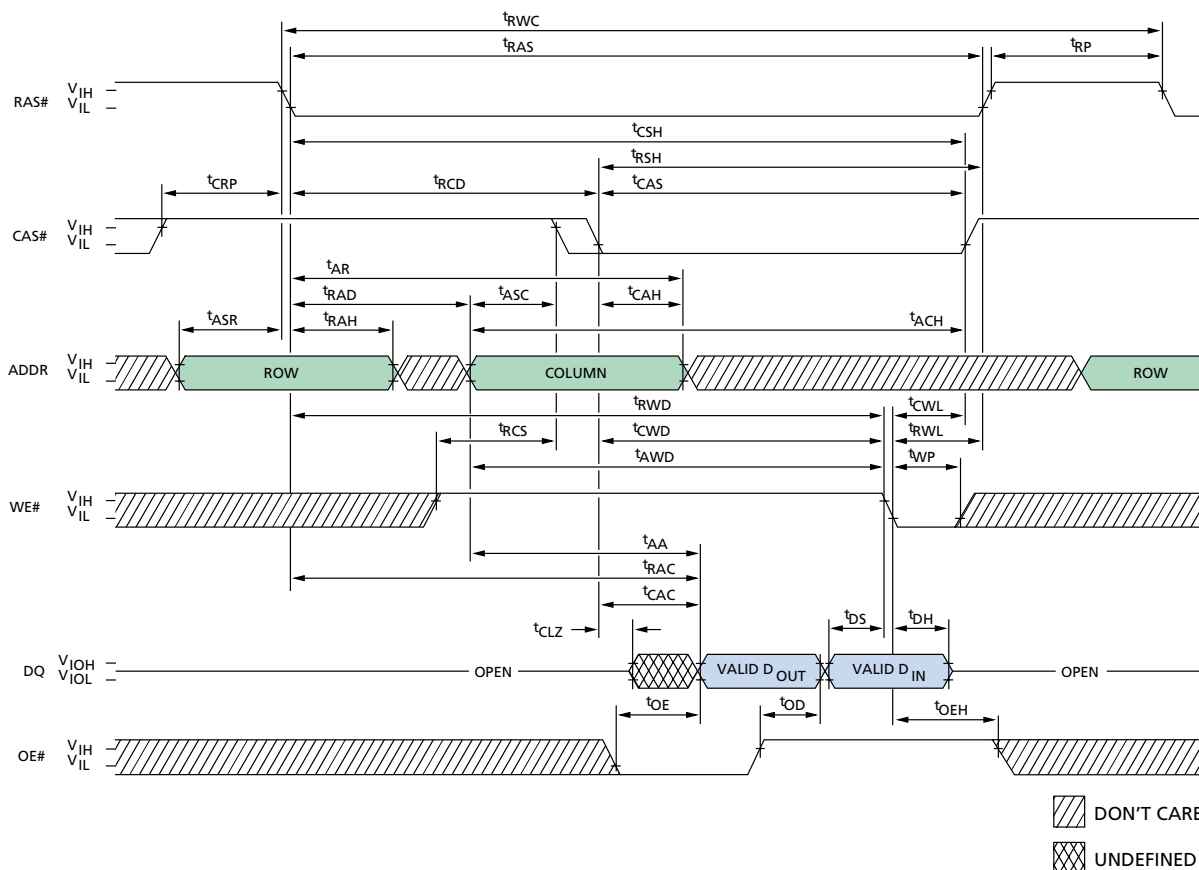 tRWC
tRAS
tRP
RAS#
VIH
VIL
tCSH
tRSH
tCRP
tRCD
tCAS
CAS#
VIH
VIL
tAR
tRAD
tASC
tCAH
tASR
tRAH
tACH
ADDR
VIH
VIL
ROW
COLUMN
ROW
tRWD
tCWL
tRCS
tCWD
tRWL
tAWD
tWP
WE#
VIH
VIL
tAA
tRAC
tCAC
tCLZ
tDS
tDH
DQ
VIOH
VIOL
OPEN
VALID DOUT
VALID DIN
OPEN
tOE
tOD
tOEH
OE#
VIH
VIL
DON'T CARE
UNDEFINED